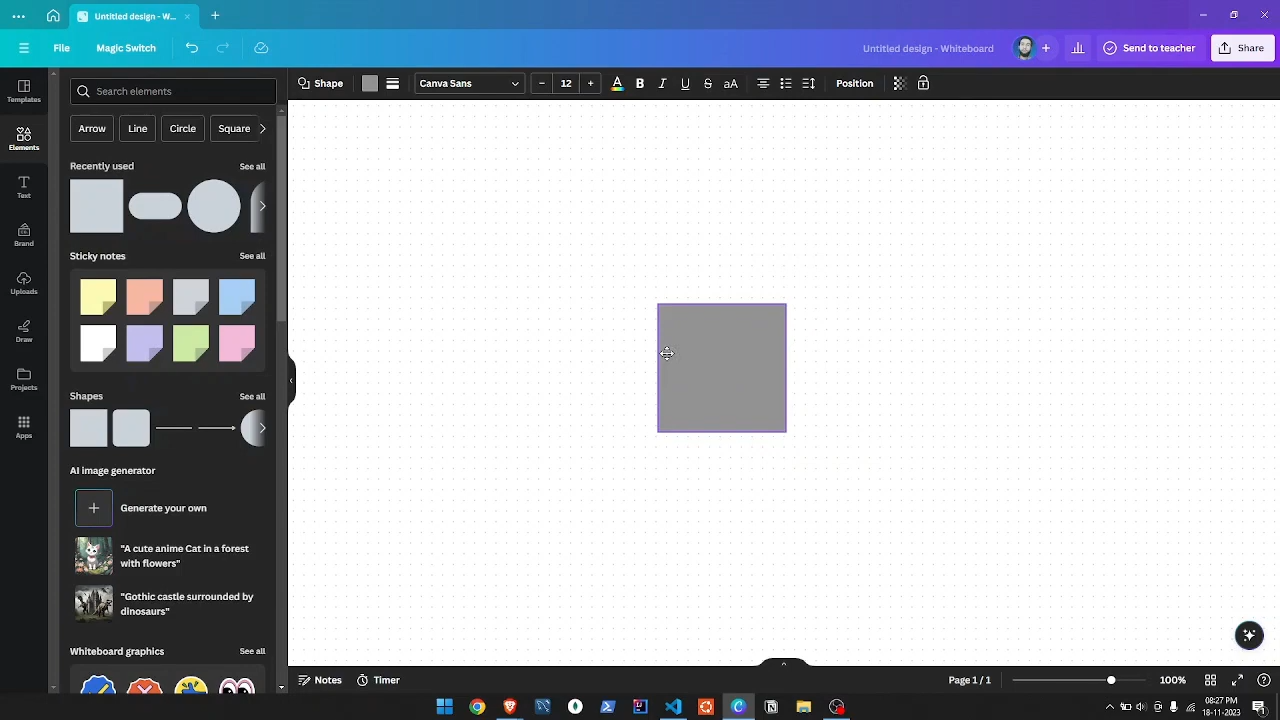 Untitled design - W...
File
Magic Switch
Untitled design - Whiteboard
Send to teacher
Share
Templates
Elements
Text
Brand
Uploads
Draw
Projects
Apps
Search elements
Arrow
Line
Circle
Square
Recently used
See all
Sticky notes
See all
Shapes
See all
AI image generator
Generate your own
"A cute anime Cat in a forest
with flowers"
"Gothic castle surrounded by
dinosaurs"
Whiteboard graphics
See all
Shape
Canva Sans
12
A
B
I
U
S
aA
Position
Notes
Timer
Page 1 / 1
100%
08:27 PM
18-11-2023